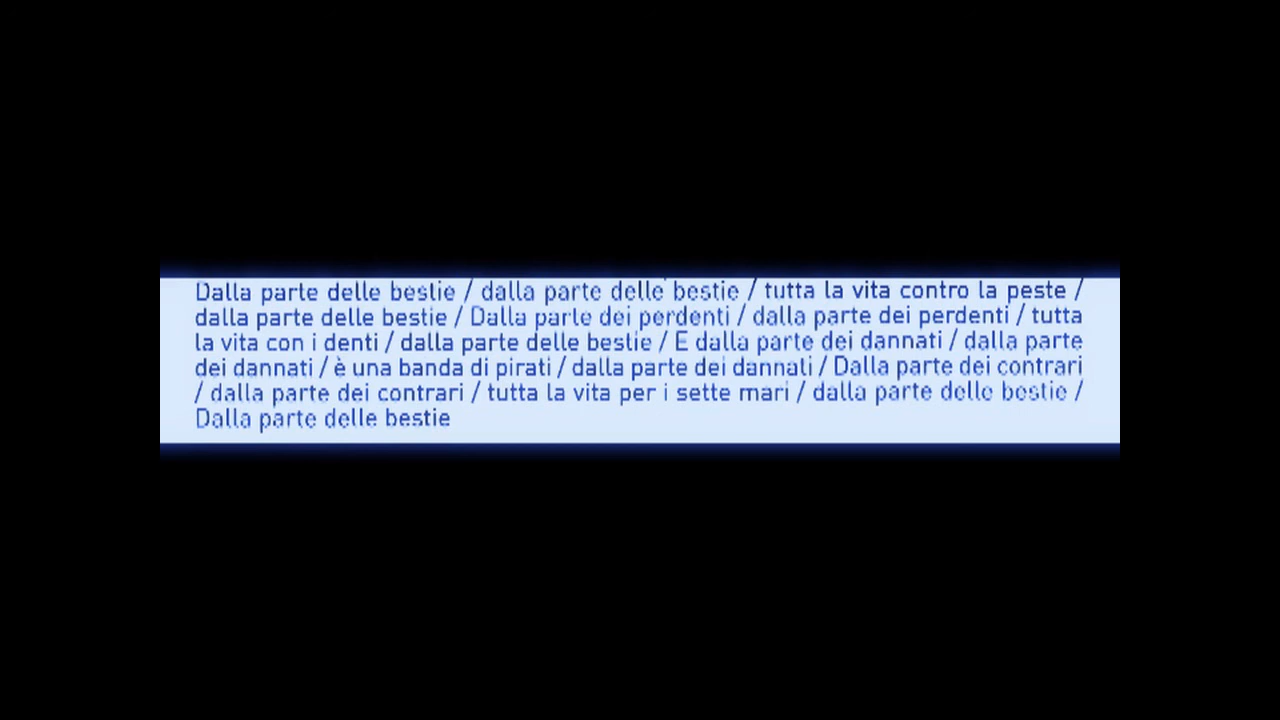 Dalla parte delle bestie / dalla parte delle bestie / tutta la vita contro la peste /
dalla parte delle bestie / Dalla parte dei perdenti / dalla parte dei perdenti / tutta
la vita con i denti / dalla parte delle bestie / E dalla parte dei dannati / dalla parte
dei dannati / è una banda di pirati / dalla parte dei dannati / Dalla parte dei contrari
/ dalla parte dei contrari / tutta la vita per i sette mari / dalla parte delle bestie /
Dalla parte delle bestie